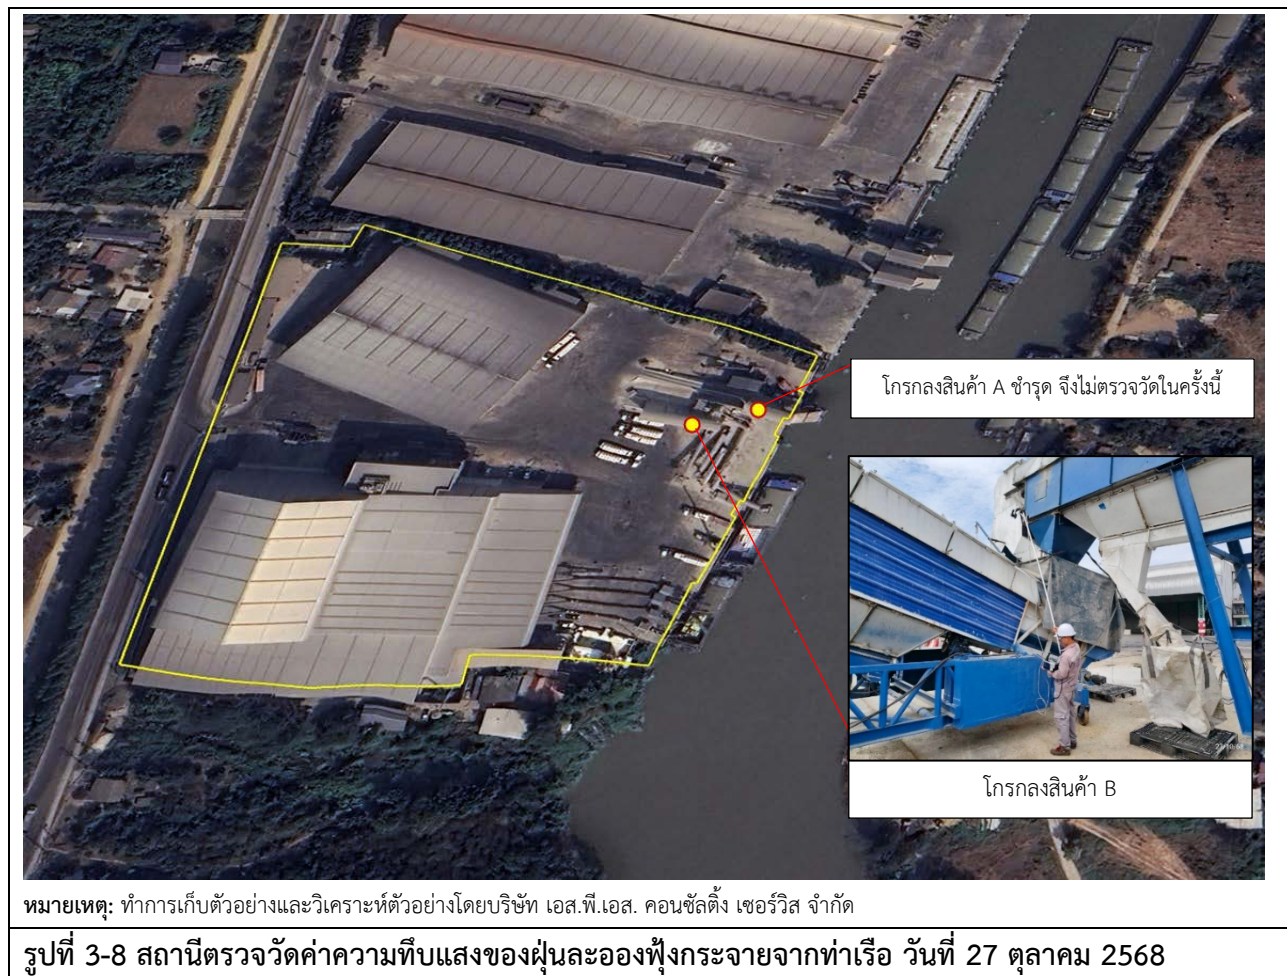 โกรกลงสินค้า A ชำรุด จึงไม่ตรวจวัดในครั้งนี้
27/10/68
โกรกลงสินค้า B
หมายเหตุ: ทำการเก็บตัวอย่างและวิเคราะห์ตัวอย่างโดยบริษัท เอส.พี.เอส. คอนซัลติ้ง เซอร์วิส จำกัด
รูปที่ 3-8 สถานีตรวจวัดค่าความทึบแสงของฝุ่นละอองฟุ้งกระจายจากท่าเรือ วันที่ 27 ตุลาคม 2568